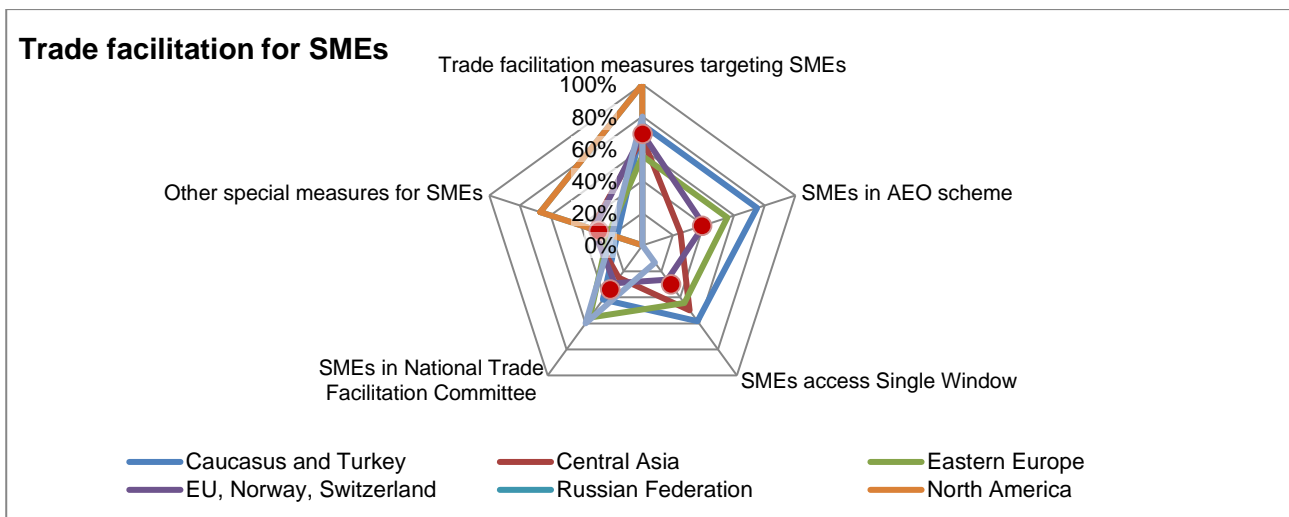 Trade facilitation for SMEs
Trade facilitation measures targeting SMEs
100%
80%
60%
40%
20%
0%
Other special measures for SMEs
SMEs in AEO scheme
SMEs in National Trade
Facilitation Committee
SMEs access Single Window
Caucasus and Turkey
Central Asia
Eastern Europe
EU, Norway, Switzerland
Russian Federation
North America